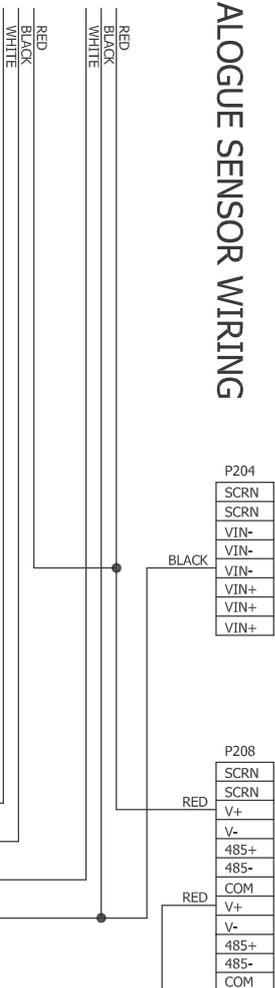 ALOGUE SENSOR WIRING
RED
BLACK
WHITE
RED
BLACK
WHITE
P204
SCRN
SCRN
VIN-
VIN-
BLACK
VIN-
VIN+
VIN+
VIN+
P208
SCRN
SCRN
RED
V+
V-
485+
485-
COM
RED
V+
V-
485+
485-
COM